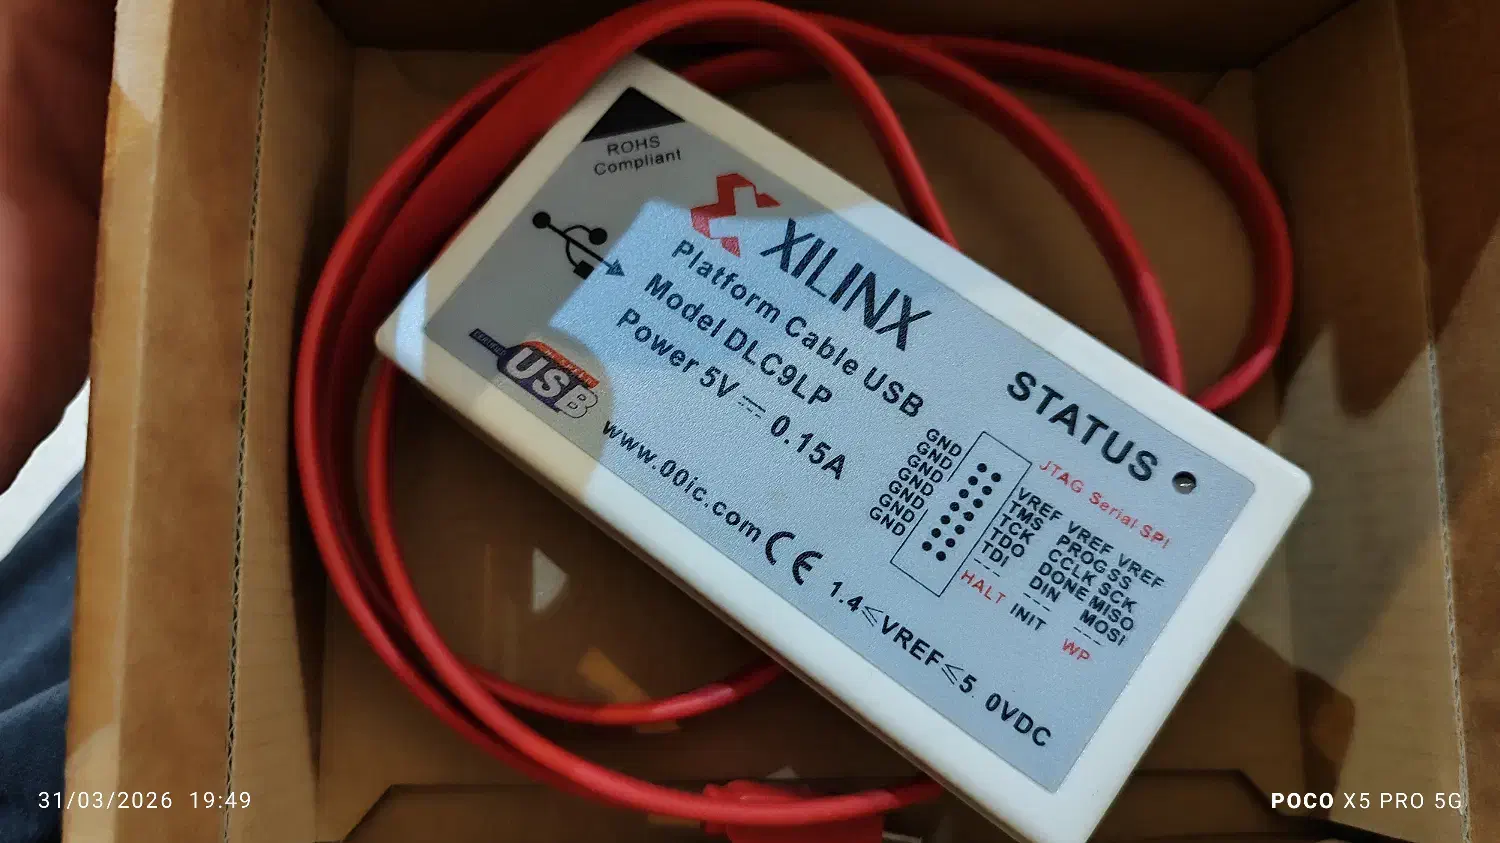 ROHS
Compliant
XILINX
Platform Cable USB
Model DLC9LP
Power 5V 0.15A
USB
www.00ic.com CE
STATUS
GND
GND
GND
GND
GND
GND
JTAG Serial SPI
VREF VREF VREF
TMS PROG SS
TCK CCLK SCK
TDO DONE MISO
TDI DIN MOSI
--- --- ---
HALT INIT WP
1.4≤VREF≤5.0VDC
31/03/2026 19:49
POCO X5 PRO 5G